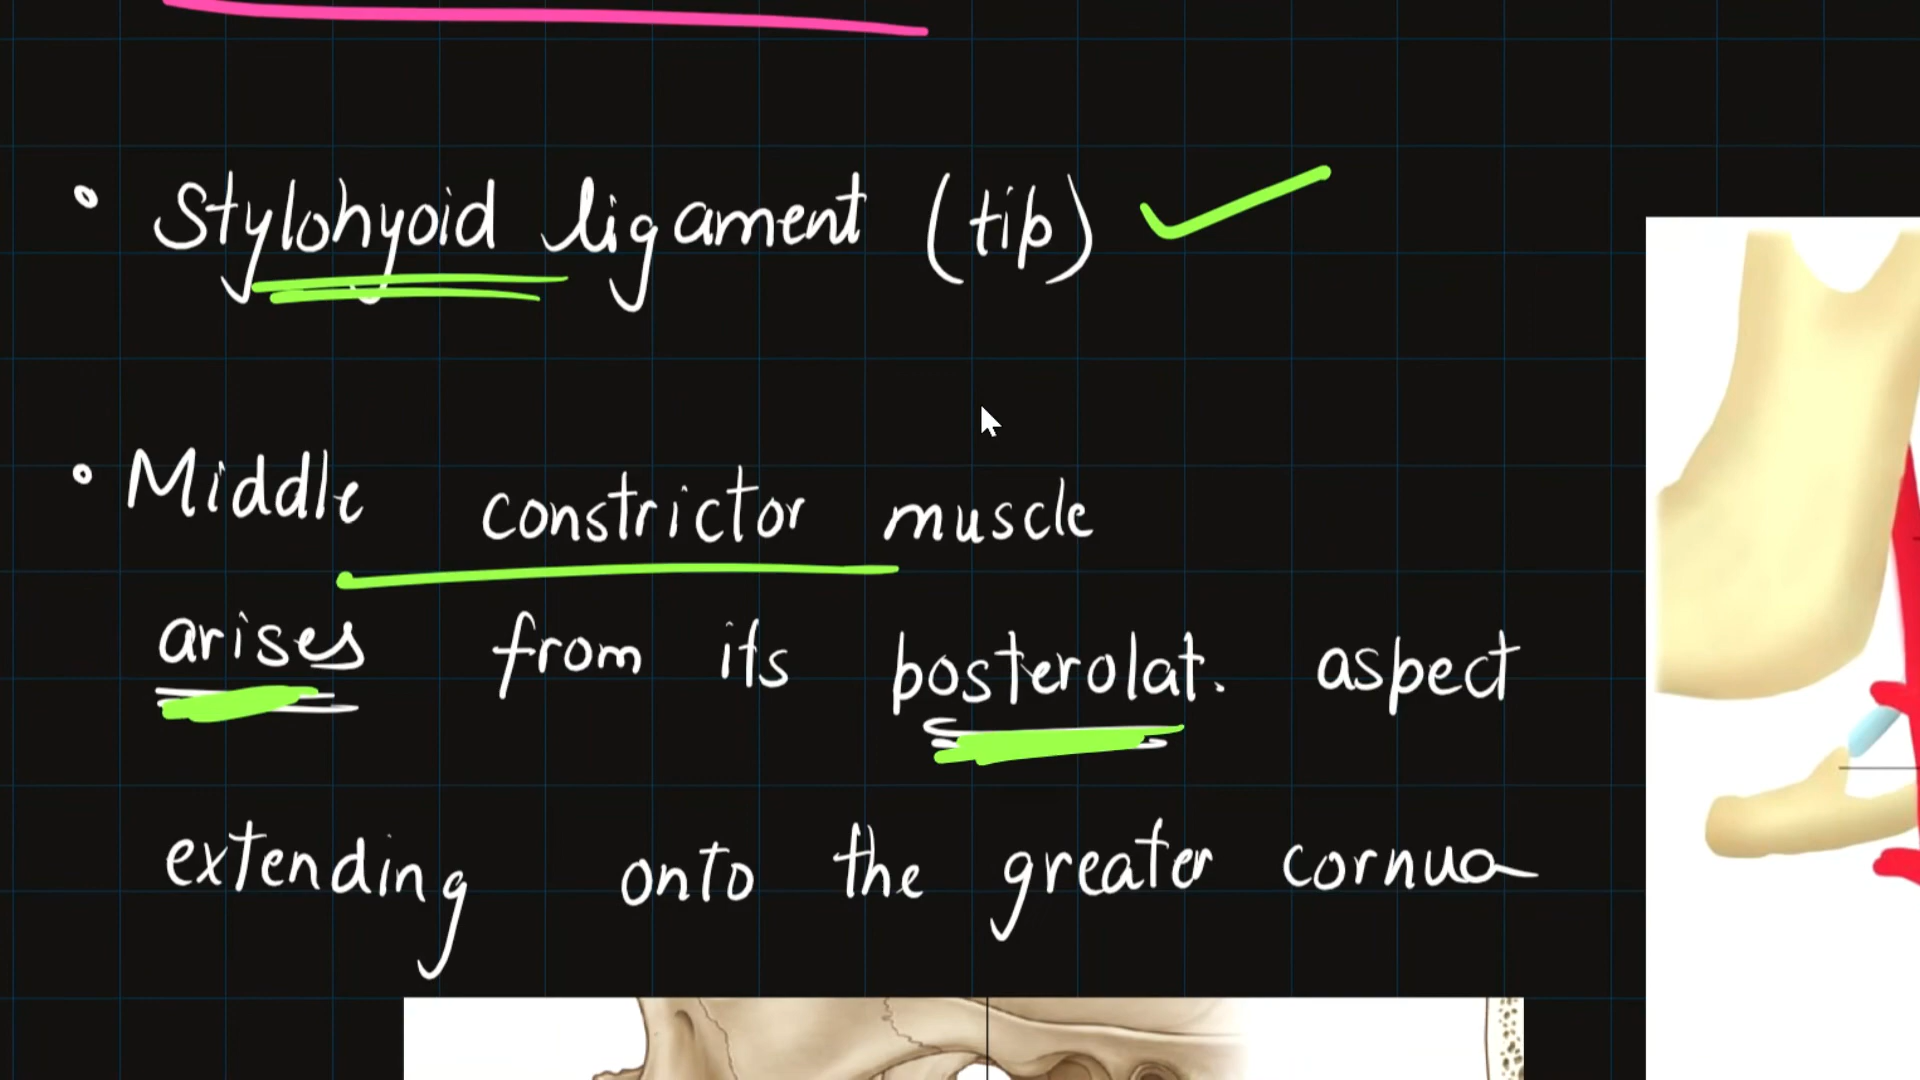 • Stylohyoid ligament (tip)
• Middle constrictor muscle
arises from its posterolat. aspect
extending onto the greater cornua